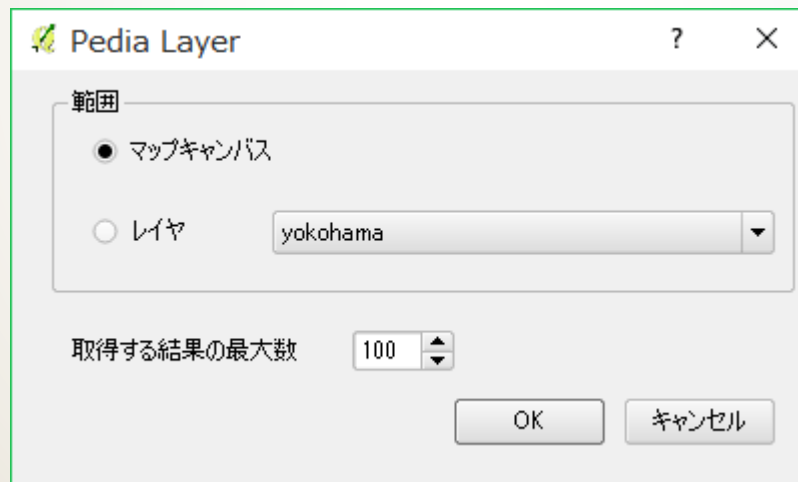 Pedia Layer ?
範囲
マップキャンバス
レイヤ yokohama
取得する結果の最大数 100
OK キャンセル